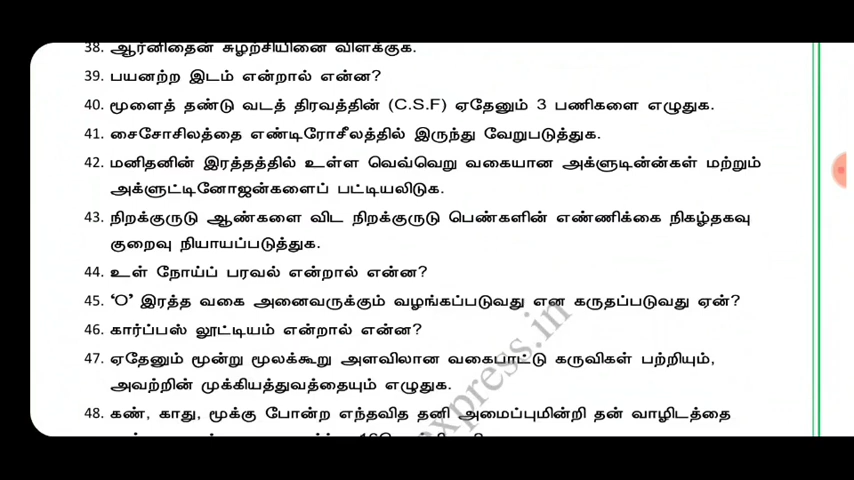 38. ஆர்னிதைன் சுழற்சியினை விளக்குக.
39. பயனற்ற இடம் என்றால் என்ன?
40. மூளைத் தண்டு வடத் திரவத்தின் (C.S.F) ஏதேனும் 3 பணிகளை எழுதுக.
41. சைசோசிலத்தை எண்டிரோசீலத்தில் இருந்து வேறுபடுத்துக.
42. மனிதனின் இரத்தத்தில் உள்ள வெவ்வெறு வகையான அக்ளுடின்ன்கள் மற்றும்
அக்ளுட்டினோஜன்களைப் பட்டியலிடுக.
43. நிறக்குருடு ஆண்களை விட நிறக்குருடு பெண்களின் எண்ணிக்கை நிகழ்தகவு
குறைவு நியாயப்படுத்துக.
44. உள் நோய்ப் பரவல் என்றால் என்ன?
45. ‘O’ இரத்த வகை அனைவருக்கும் வழங்கப்படுவது என கருதப்படுவது ஏன்?
46. கார்ப்பஸ் லூட்டியம் என்றால் என்ன?
47. ஏதேனும் மூன்று மூலக்கூறு அளவிலான வகைபாட்டு கருவிகள் பற்றியும்,
அவற்றின் முக்கியத்துவத்தையும் எழுதுக.
48. கண், காது, மூக்கு போன்ற எந்தவித தனி அமைப்புமின்றி தன் வாழிடத்தை
express.in